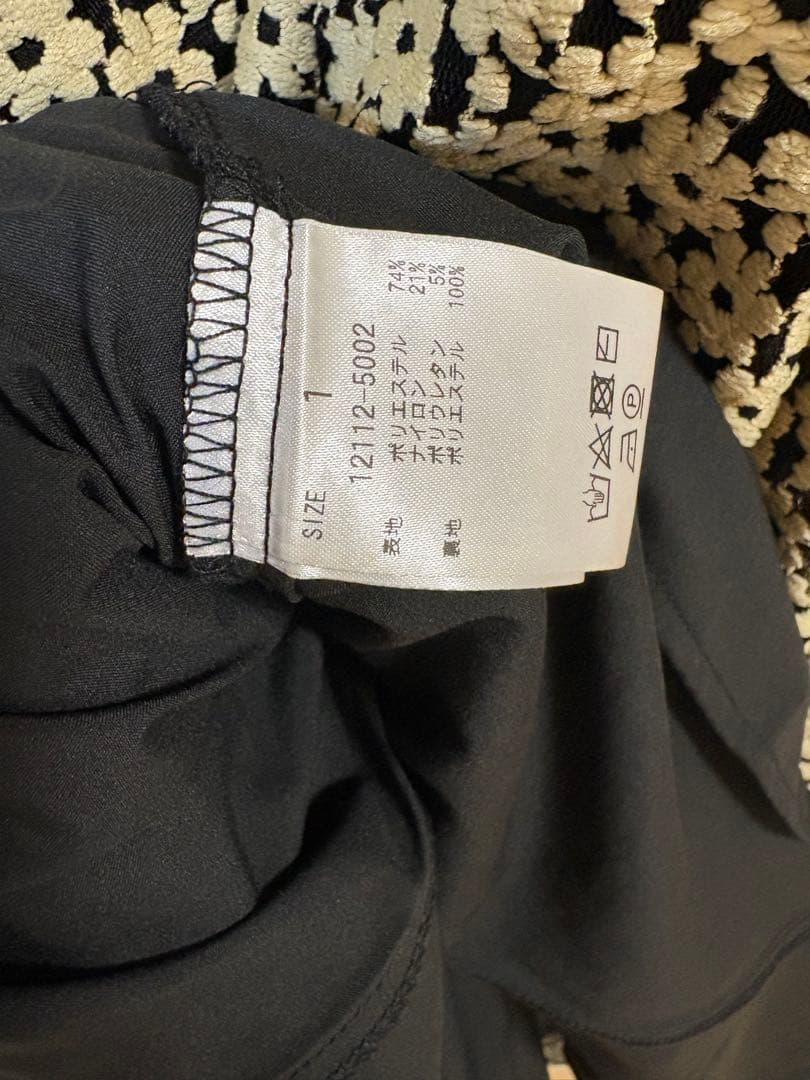 SIZE 1
12112-5002
表地 ポリエステル 74%
ナイロン 21%
ポリウレタン 5%
裏地 ポリエステル 100%
P